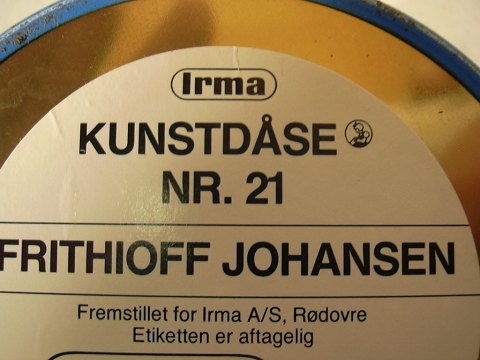 Irma
KUNSTDÅSE
NR. 21
FRITHIOFF JOHANSEN
Fremstillet for Irma A/S, Rødovre
Etiketten er aftagelig